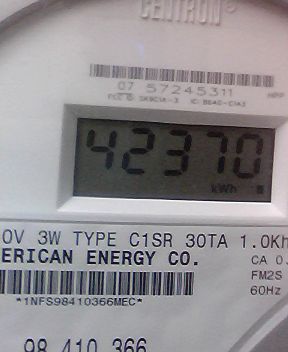 CENTRON®
07 57245311
42370
kWh
0V 3W TYPE C1SR 30TA 1.0Kh
ERICAN ENERGY CO.
CA 0.
FM2S
60Hz
*1NFS98410366MEC*
98 410 366